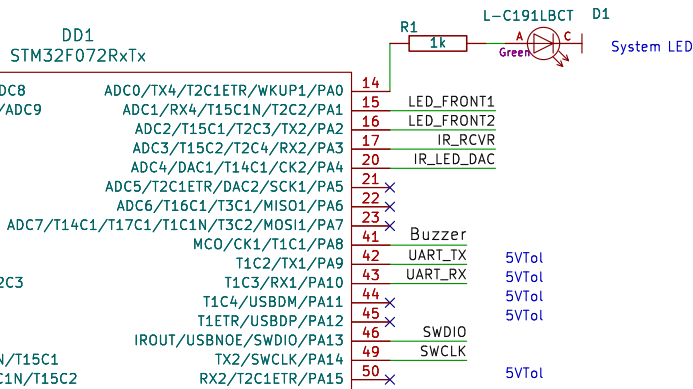 L-C191LBCT D1
DD1
STM32F072RxTx
R1
1k
A
C
Green
System LED
DC8
ADC0/TX4/T2C1ETR/WKUP1/PA0 14
/ADC9
ADC1/RX4/T15C1N/T2C2/PA1 15 LED_FRONT1
ADC2/T15C1/T2C3/TX2/PA2 16 LED_FRONT2
ADC3/T15C2/T2C4/RX2/PA3 17 IR_RCVR
ADC4/DAC1/T14C1/CK2/PA4 20 IR_LED_DAC
ADC5/T2C1ETR/DAC2/SCK1/PA5 21
ADC6/T16C1/T3C1/MISO1/PA6 22
ADC7/T14C1/T17C1/T1C1N/T3C2/MOSI1/PA7 23
MCO/CK1/T1C1/PA8 41 Buzzer
T1C2/TX1/PA9 42 UART_TX 5VTol
2C3 T1C3/RX1/PA10 43 UART_RX 5VTol
T1C4/USBDM/PA11 44 5VTol
T1ETR/USBDP/PA12 45 5VTol
IROUT/USBNOE/SWDIO/PA13 46 SWDIO
N/T15C1 TX2/SWCLK/PA14 49 SWCLK
C1N/T15C2 RX2/T2C1ETR/PA15 50 5VTol